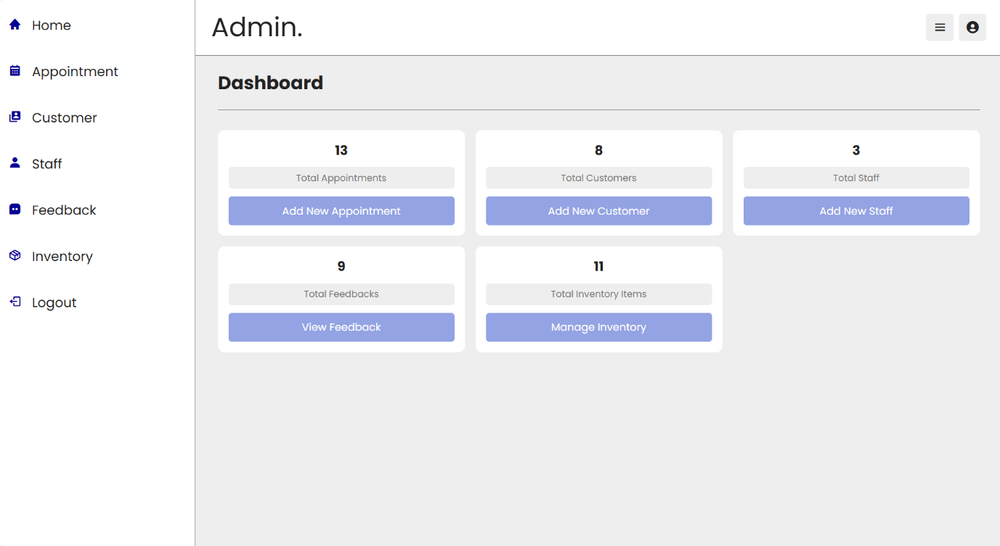 Home
Appointment
Customer
Staff
Feedback
Inventory
Logout
Admin.
Dashboard
13
Total Appointments
Add New Appointment
8
Total Customers
Add New Customer
3
Total Staff
Add New Staff
9
Total Feedbacks
View Feedback
11
Total Inventory Items
Manage Inventory